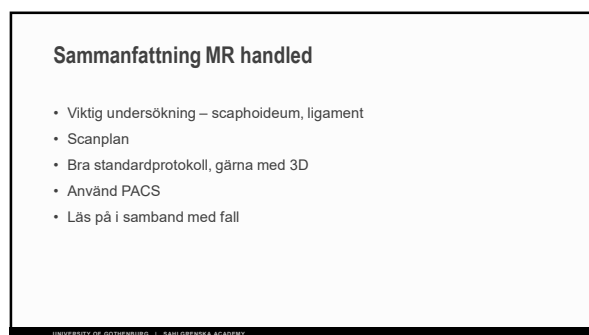 Sammanfattning MR handled
• Viktig undersökning – scaphoideum, ligament
• Scanplan
• Bra standardprotokoll, gärna med 3D
• Använd PACS
• Läs på i samband med fall
UNIVERSITY OF GOTHENBURG | SAHLGRENSKA ACADEMY